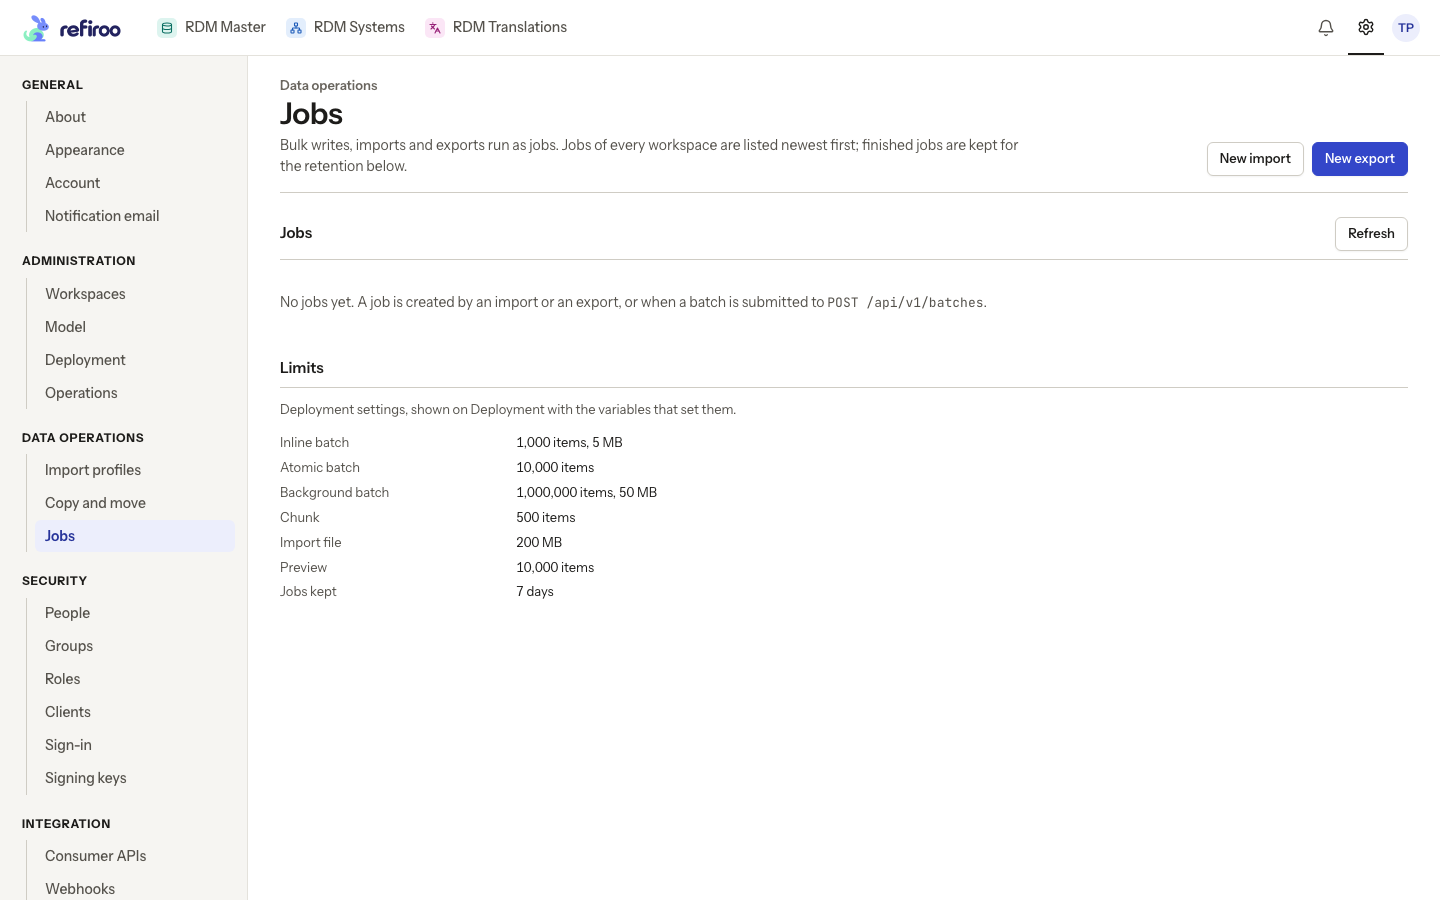 refiroo
RDM Master
RDM Systems
RDM Translations
TP
GENERAL
About
Appearance
Account
Notification email
ADMINISTRATION
Workspaces
Model
Deployment
Operations
DATA OPERATIONS
Import profiles
Copy and move
Jobs
SECURITY
People
Groups
Roles
Clients
Sign-in
Signing keys
INTEGRATION
Consumer APIs
Webhooks
Data operations
Jobs
Bulk writes, imports and exports run as jobs. Jobs of every workspace are listed newest first; finished jobs are kept for
the retention below.
New import
New export
Jobs
Refresh
No jobs yet. A job is created by an import or an export, or when a batch is submitted to POST /api/v1/batches.
Limits
Deployment settings, shown on Deployment with the variables that set them.
Inline batch 1,000 items, 5 MB
Atomic batch 10,000 items
Background batch 1,000,000 items, 50 MB
Chunk 500 items
Import file 200 MB
Preview 10,000 items
Jobs kept 7 days